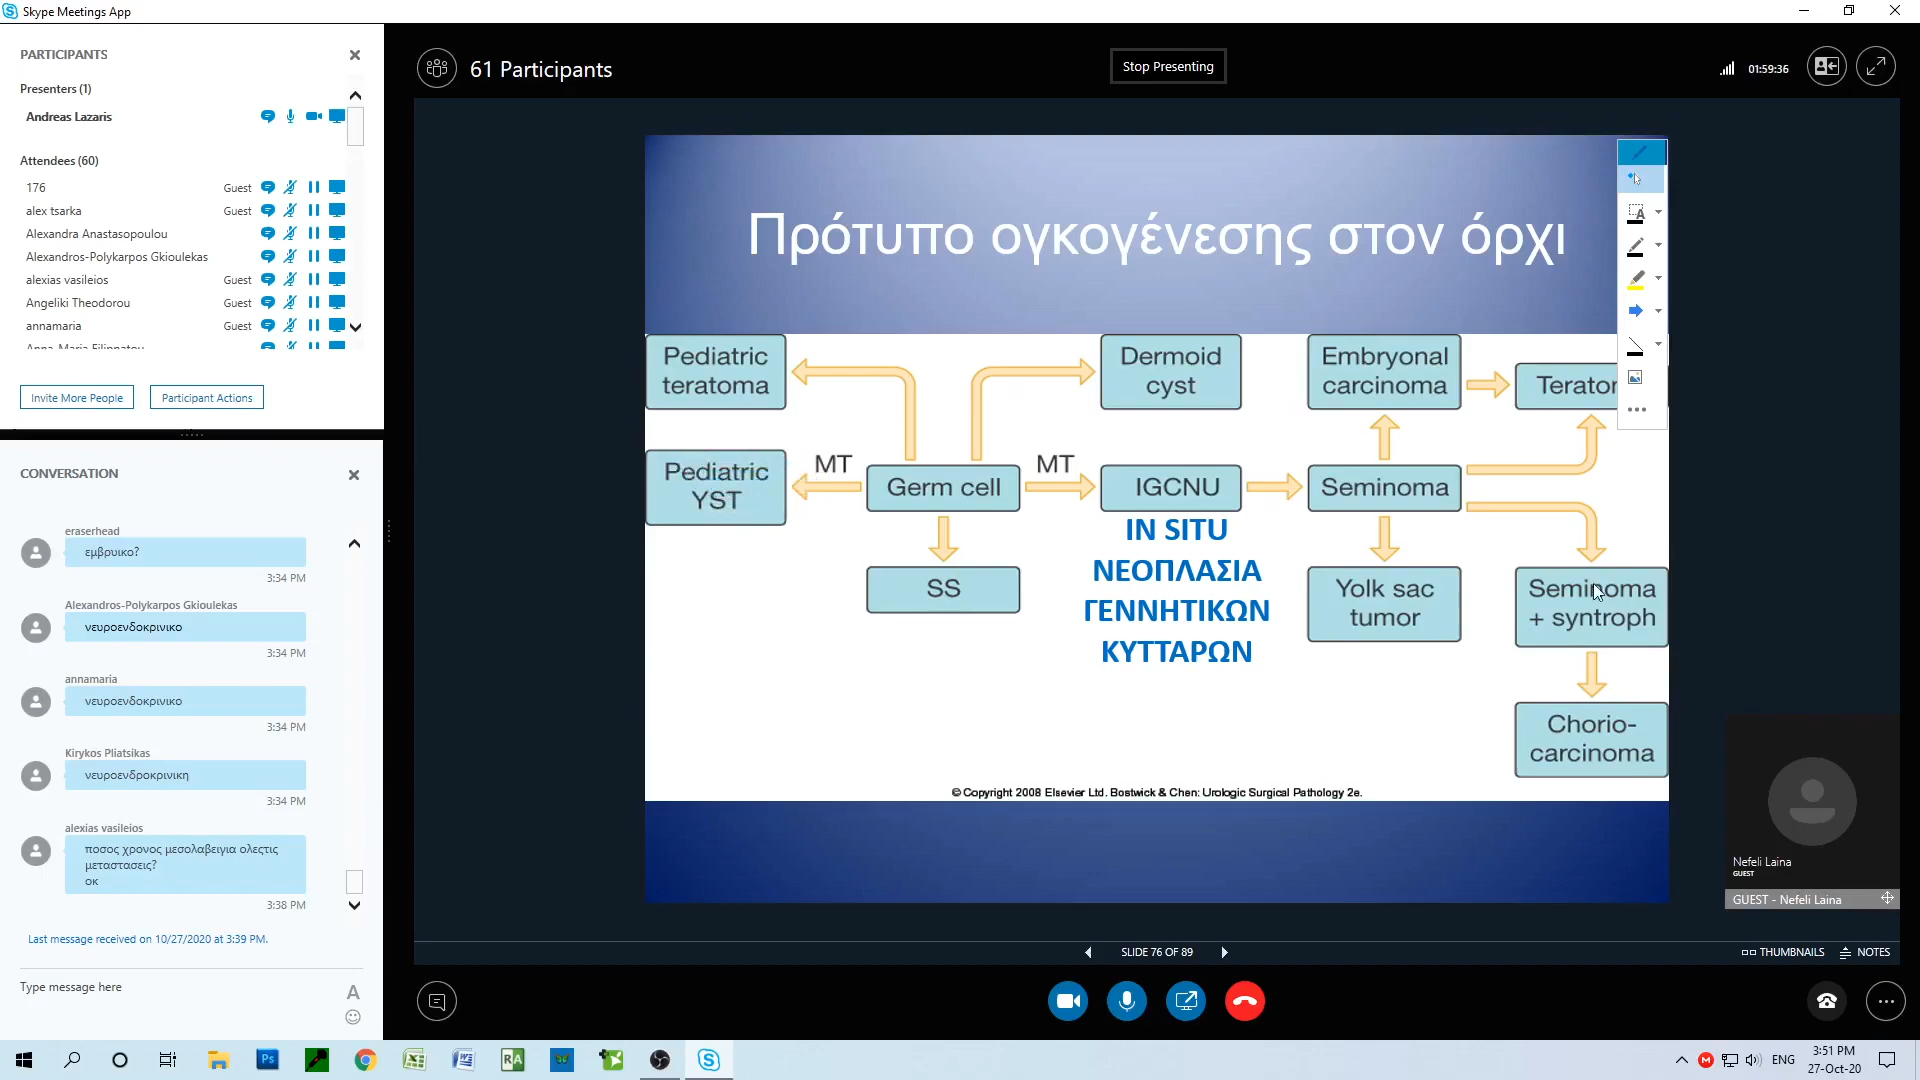 Skype Meetings App
PARTICIPANTS
Presenters (1)
Andreas Lazaris
Attendees (60)
176 Guest
alex tsarka Guest
Alexandra Anastasopoulou
Alexandros-Polykarpos Gkioulekas
alexias vasileios Guest
Angeliki Theodorou Guest
annamaria Guest
Anna-Maria Filippatou
Invite More People
Participant Actions
CONVERSATION
eraserhead
εμβρυικο?
3:34 PM
Alexandros-Polykarpos Gkioulekas
νευροενδοκρινικο
3:34 PM
annamaria
νευροενδοκρινικο
3:34 PM
Kirykos Pliatsikas
νευροενδροκρινικη
3:34 PM
alexias vasileios
ποσος χρονος μεσολαβειγια ολεςτις
μεταστασεις?
οκ
3:38 PM
Last message received on 10/27/2020 at 3:39 PM.
Type message here
61 Participants
Stop Presenting
01:59:36
Πρότυπο ογκογένεσης στον όρχι
Pediatric
teratoma
Dermoid
cyst
Embryonal
carcinoma
Terator
Pediatric
YST
MT
Germ cell
MT
IGCNU
Seminoma
IN SITU
ΝΕΟΠΛΑΣΙΑ
ΓΕΝΝΗΤΙΚΩΝ
ΚΥΤΤΑΡΩΝ
SS
Yolk sac
tumor
Seminoma
+ syntroph
Chorio-
carcinoma
© Copyright 2008 Elsevier Ltd. Bostwick & Chen: Urologic Surgical Pathology 2e.
Nefeli Laina
GUEST
GUEST - Nefeli Laina
SLIDE 76 OF 89
THUMBNAILS
NOTES
ENG
3:51 PM
27-Oct-20